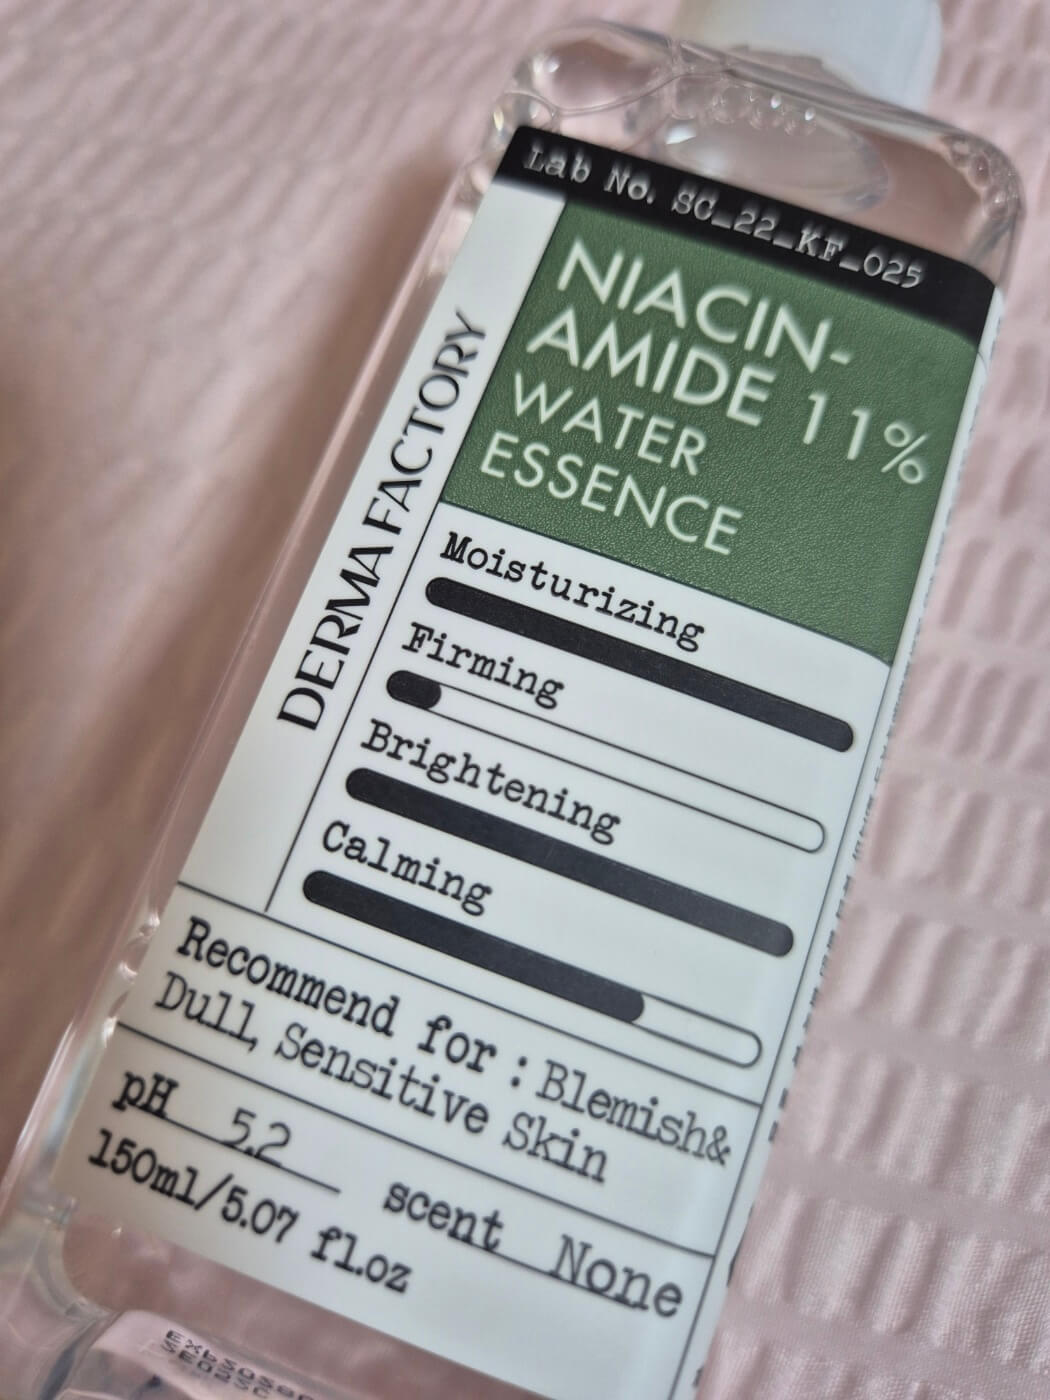 Lab No. SC_22_KF_025
NIACIN-
AMIDE 11%
WATER
ESSENCE
DERMA FACTORY
Moisturizing
Firming
Brightening
Calming
Recommend for : Blemish&
Dull, Sensitive Skin
pH 5.2
scent None
150ml/5.07 fl.oz